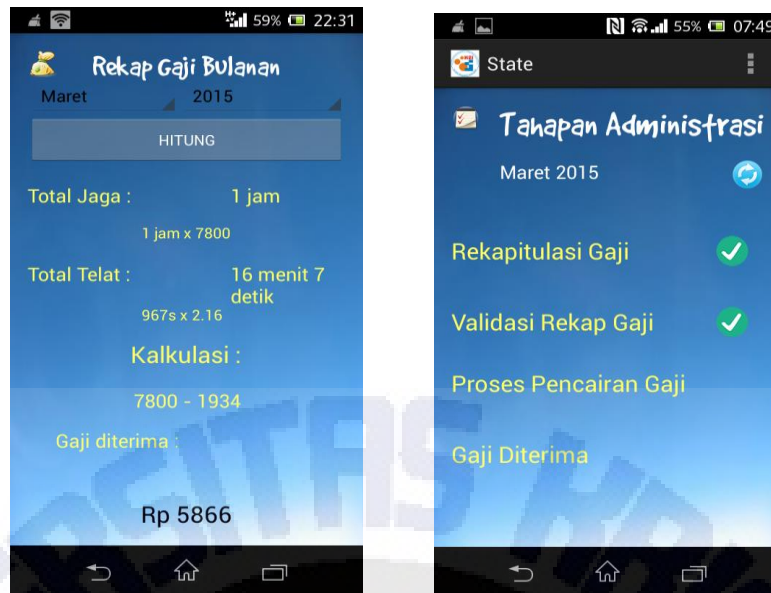 59% 22:31
Rekap Gaji Bulanan
Maret 2015
HITUNG
Total Jaga : 1 jam
1 jam x 7800
Total Telat : 16 menit 7
detik
967s x 2.16
Kalkulasi :
7800 - 1934
Gaji diterima :
Rp 5866
55% 07:49
State
Tahapan Administrasi
Maret 2015
Rekapitulasi Gaji
Validasi Rekap Gaji
Proses Pencairan Gaji
Gaji Diterima